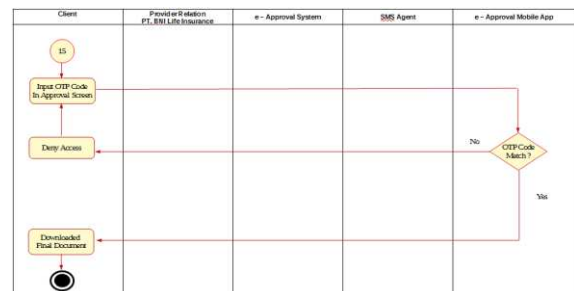 Client
Provider Relation
PT. BNI Life Insurance
e – Approval System
SMS Agent
e – Approval Mobile App
15
Input OTP Code
In Approval Screen
Deny Access
No
OTP Code
Match ?
Yes
Downloaded
Final Document